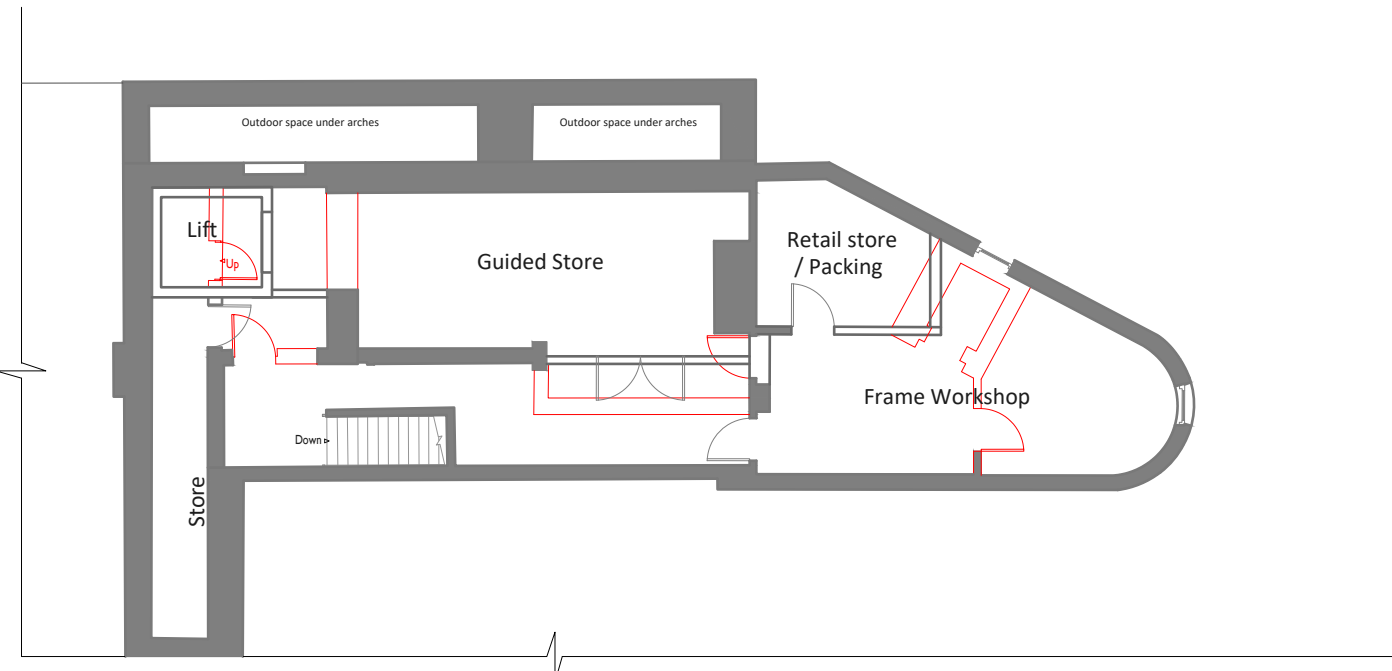 Outdoor space under arches
Outdoor space under arches
Lift
Up
Guided Store
Retail store
/ Packing
Frame Workshop
Down
Store